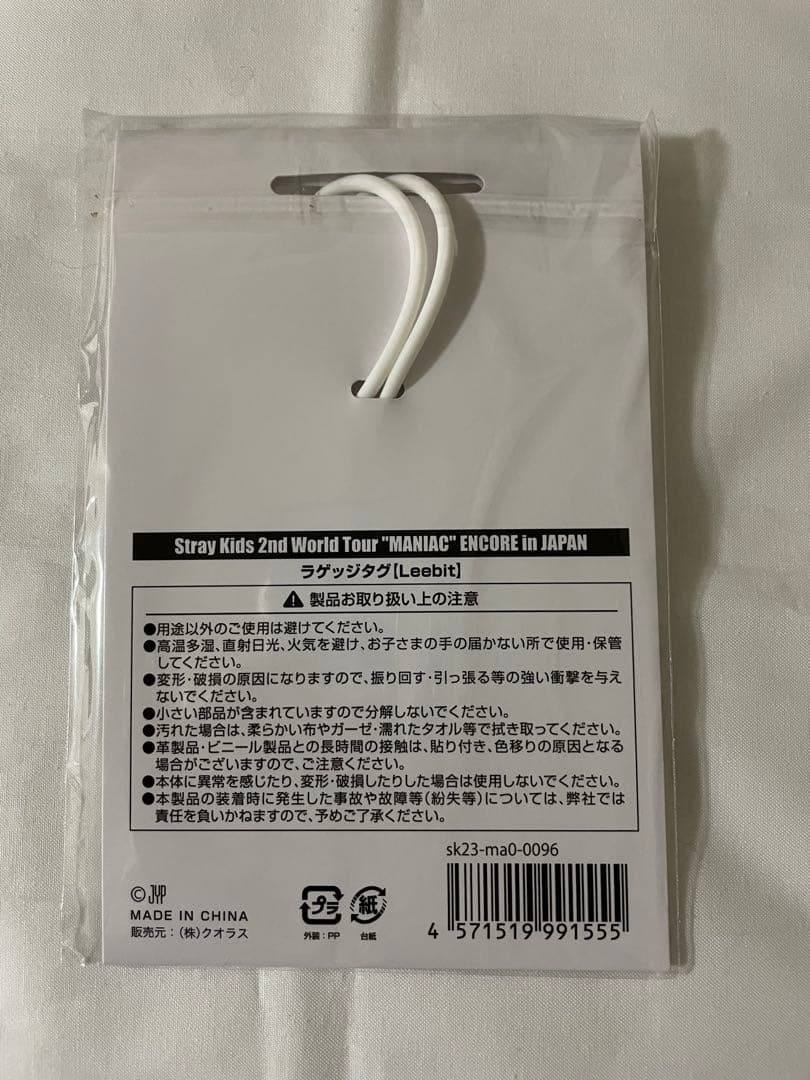 Stray Kids 2nd World Tour "MANIAC" ENCORE in JAPAN
ラゲッジタグ【Leebit】
製品お取り扱い上の注意
●用途以外のご使用は避けてください。
●高温多湿、直射日光、火気を避け、お子さまの手の届かない所で使用・保管
してください。
●変形・破損の原因になりますので、振り回す・引っ張る等の強い衝撃を与え
ないでください。
●小さい部品が含まれていますので分解しないでください。
●汚れた場合は、柔らかい布やガーゼ・濡れたタオル等で拭き取ってください。
●革製品・ビニール製品との長時間の接触は、貼り付き、色移りの原因となる
場合がございますので、ご注意ください。
●本体に異常を感じたり、変形・破損したりした場合は使用しないでください。
●本製品の装着時に発生した事故や故障等(紛失等)については、弊社では
責任を負いかねますので、予めご了承ください。
sk23-ma0-0096
© JYP
MADE IN CHINA
販売元:(株)クオラス
プラ
外装:PP
紙
台紙
4 571519 991555